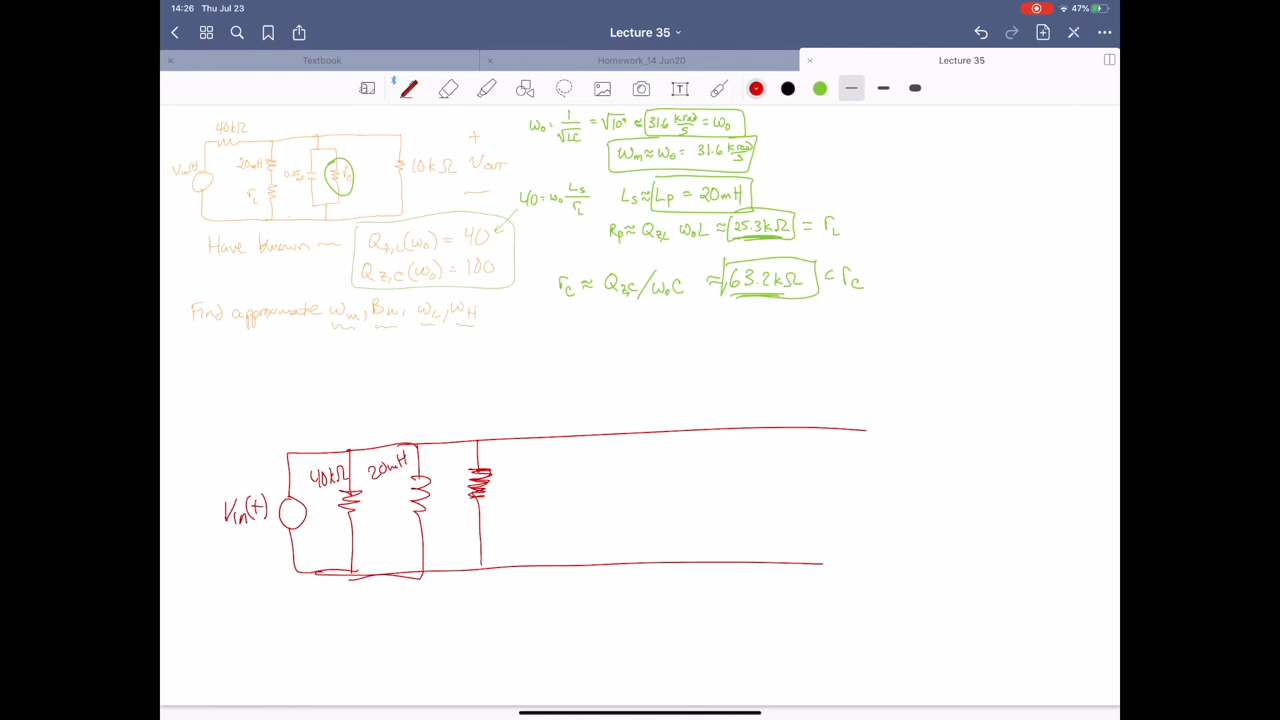 14:26 Thu Jul 23
47%
Lecture 35
Textbook
Homework_14 Jun20
Lecture 35
T
40kΩ
Vin(t)
20mH
rL
rC
10kΩ
+
VOUT
—
Have known
Qz,L(ω0) = 40
Qz,C(ω0) = 100
Find approximate ωm, Bw, ωL, ωH
ω0 = 1/√LC = √10⁹ ≈ 31.6 krad/s = ω0
ωm ≈ ω0 = 31.6 krad/s
40 = ω0 Ls/rL Ls ≈ Lp = 20mH
Rp ≈ Qz,L ω0L ≈ 25.3kΩ = rL
rC ≈ Qz,C/ω0C ≈ 63.2kΩ = rC
Vin(t)
40kΩ
20mH